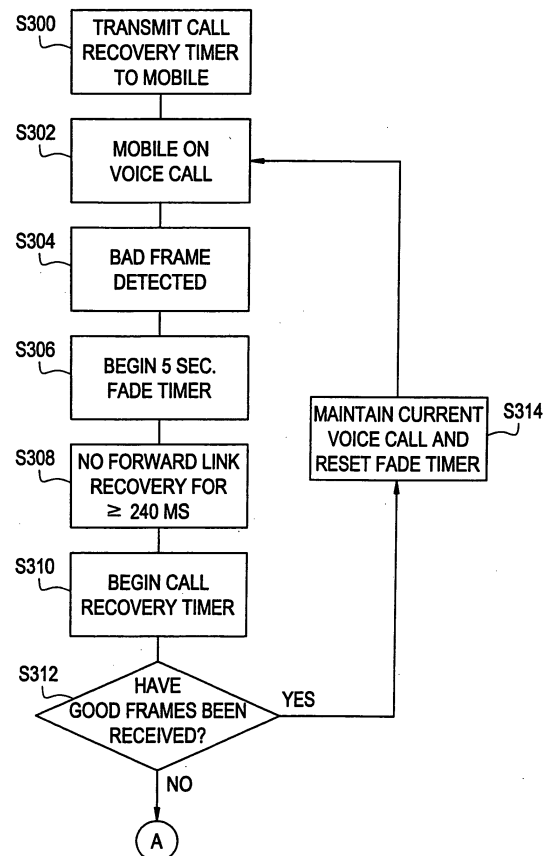 S300
TRANSMIT CALL
RECOVERY TIMER
TO MOBILE
S302
MOBILE ON
VOICE CALL
S304
BAD FRAME
DETECTED
S306
BEGIN 5 SEC.
FADE TIMER
MAINTAIN CURRENT
VOICE CALL AND
RESET FADE TIMER
S314
S308
NO FORWARD LINK
RECOVERY FOR
≥ 240 MS
S310
BEGIN CALL
RECOVERY TIMER
S312
HAVE
GOOD FRAMES BEEN
RECEIVED?
YES
NO
A